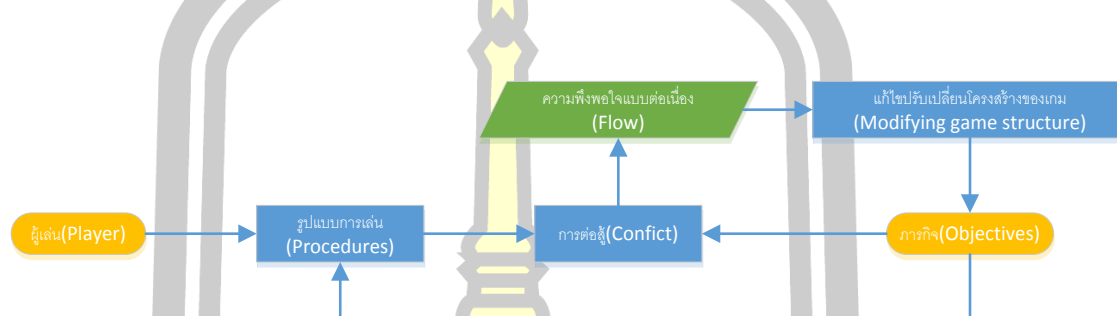 ความพึงพอใจแบบต่อเนื่อง
(Flow)
แก้ไขปรับเปลี่ยนโครงสร้างของเกม
(Modifying game structure)
ผู้เล่น(Player)
รูปแบบการเล่น
(Procedures)
การต่อสู้(Confict)
ภารกิจ(Objectives)